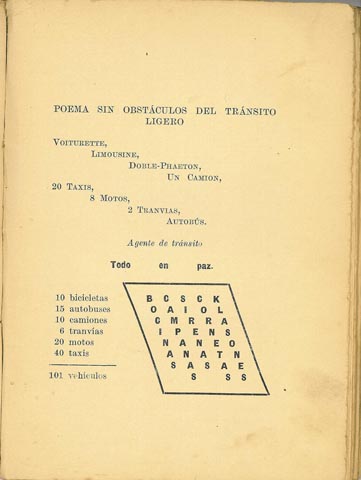 POEMA SIN OBSTÁCULOS DEL TRÁNSITO
LIGERO
VOITURETTE,
LIMOUSINE,
DOBLE-PHAETON,
UN CAMION,
20 TAXIS,
8 MOTOS,
2 TRANVIAS,
AUTOBÚS.
Agente de tránsito
Todo en paz.
10 bicicletas
15 autobuses
10 camiones
6 tranvías
20 motos
40 taxis
101 vehículos
B C S C K
O A I O L
C M R R A
I P E N S
N A N E O
A N A T N
S A S A E
S S S